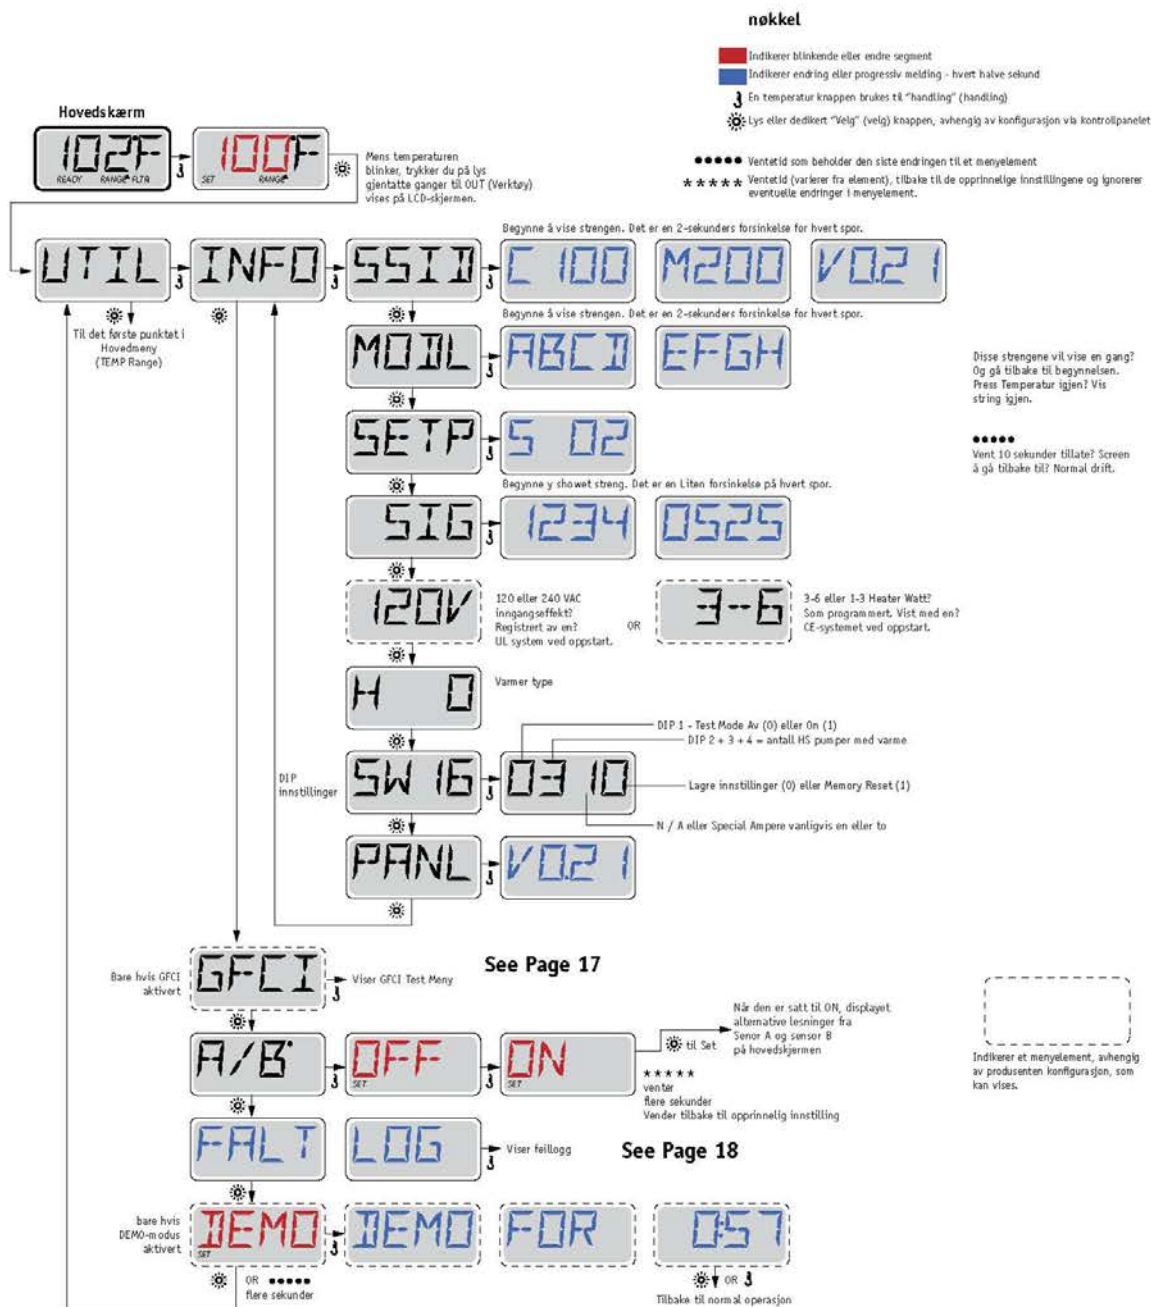 nøkkel
Indikerer blinkende eller endre segment
Indikerer endring eller progressiv melding - hvert halve sekund
En temperatur knappen brukes til "handling" (handling)
Lys eller dedikert "Velg" (velg) knappen, avhengig av konfigurasjon via kontrollpanelet
••••• Ventetid som beholder den siste endringen til et menyelement
***** Ventetid (varierer fra element), tilbake til de opprinnelige innstillingene og ignorerer
eventuelle endringer i menyelement.
Hovedskærm
102°F
READY RANGE FLTR
100°F
SET RANGE
Mens temperaturen
blinker, trykker du på lys
gjentatte ganger til OUT (Verktøy)
vises på LCD-skjermen.
Begynne å vise strengen. Det er en 2-sekunders forsinkelse for hvert spor.
UTIL
INFO
SSID
C 100
M200
V0.21
Til det første punktet i
Hovedmeny
(TEMP Range)
Begynne å vise strengen. Det er en 2-sekunders forsinkelse for hvert spor.
MODL
ABCD
EFGH
Disse strengene vil vise en gang?
Og gå tilbake til begynnelsen.
Press Temperatur igjen? Vis
string igjen.
SETP
S 02
•••••
Vent 10 sekunder tillate? Screen
å gå tilbake til? Normal drift.
Begynne y showet streng. Det er en Liten forsinkelse på hvert spor.
SIG
1234
0525
120V
120 eller 240 VAC
inngangseffekt?
Registrert av en?
UL system ved oppstart.
OR
3-6
3-6 eller 1-3 Heater Watt?
Som programmert. Vist med en?
CE-systemet ved oppstart.
H 0
Varmer type
DIP 1 - Test Mode Av (0) eller On (1)
DIP 2 + 3 + 4 = antall HS pumper med varme
DIP
innstillinger
SW 16
0310
Lagre innstillinger (0) eller Memory Reset (1)
N / A eller Special Ampere vanligvis en eller to
PANL
V0.21
See Page 17
Bare hvis GFCI
aktivert
GFCI
Viser GFCI Test Meny
A/B°
OFF
SET
ON
SET
til Set
Når den er satt til ON, displayet
alternative lesninger fra
Senor A og sensor B
på hovedskjermen
*****
venter
flere sekunder
Vender tilbake til opprinnelig innstilling
Indikerer et menyelement, avhengig
av produsenten konfigurasjon, som
kan vises.
FALT
LOG
Viser feillogg
See Page 18
bare hvis
DEMO-modus
aktivert
DEMO
SET
DEMO
FOR
0:57
OR •••••
flere sekunder
OR
Tilbake til normal operasjon